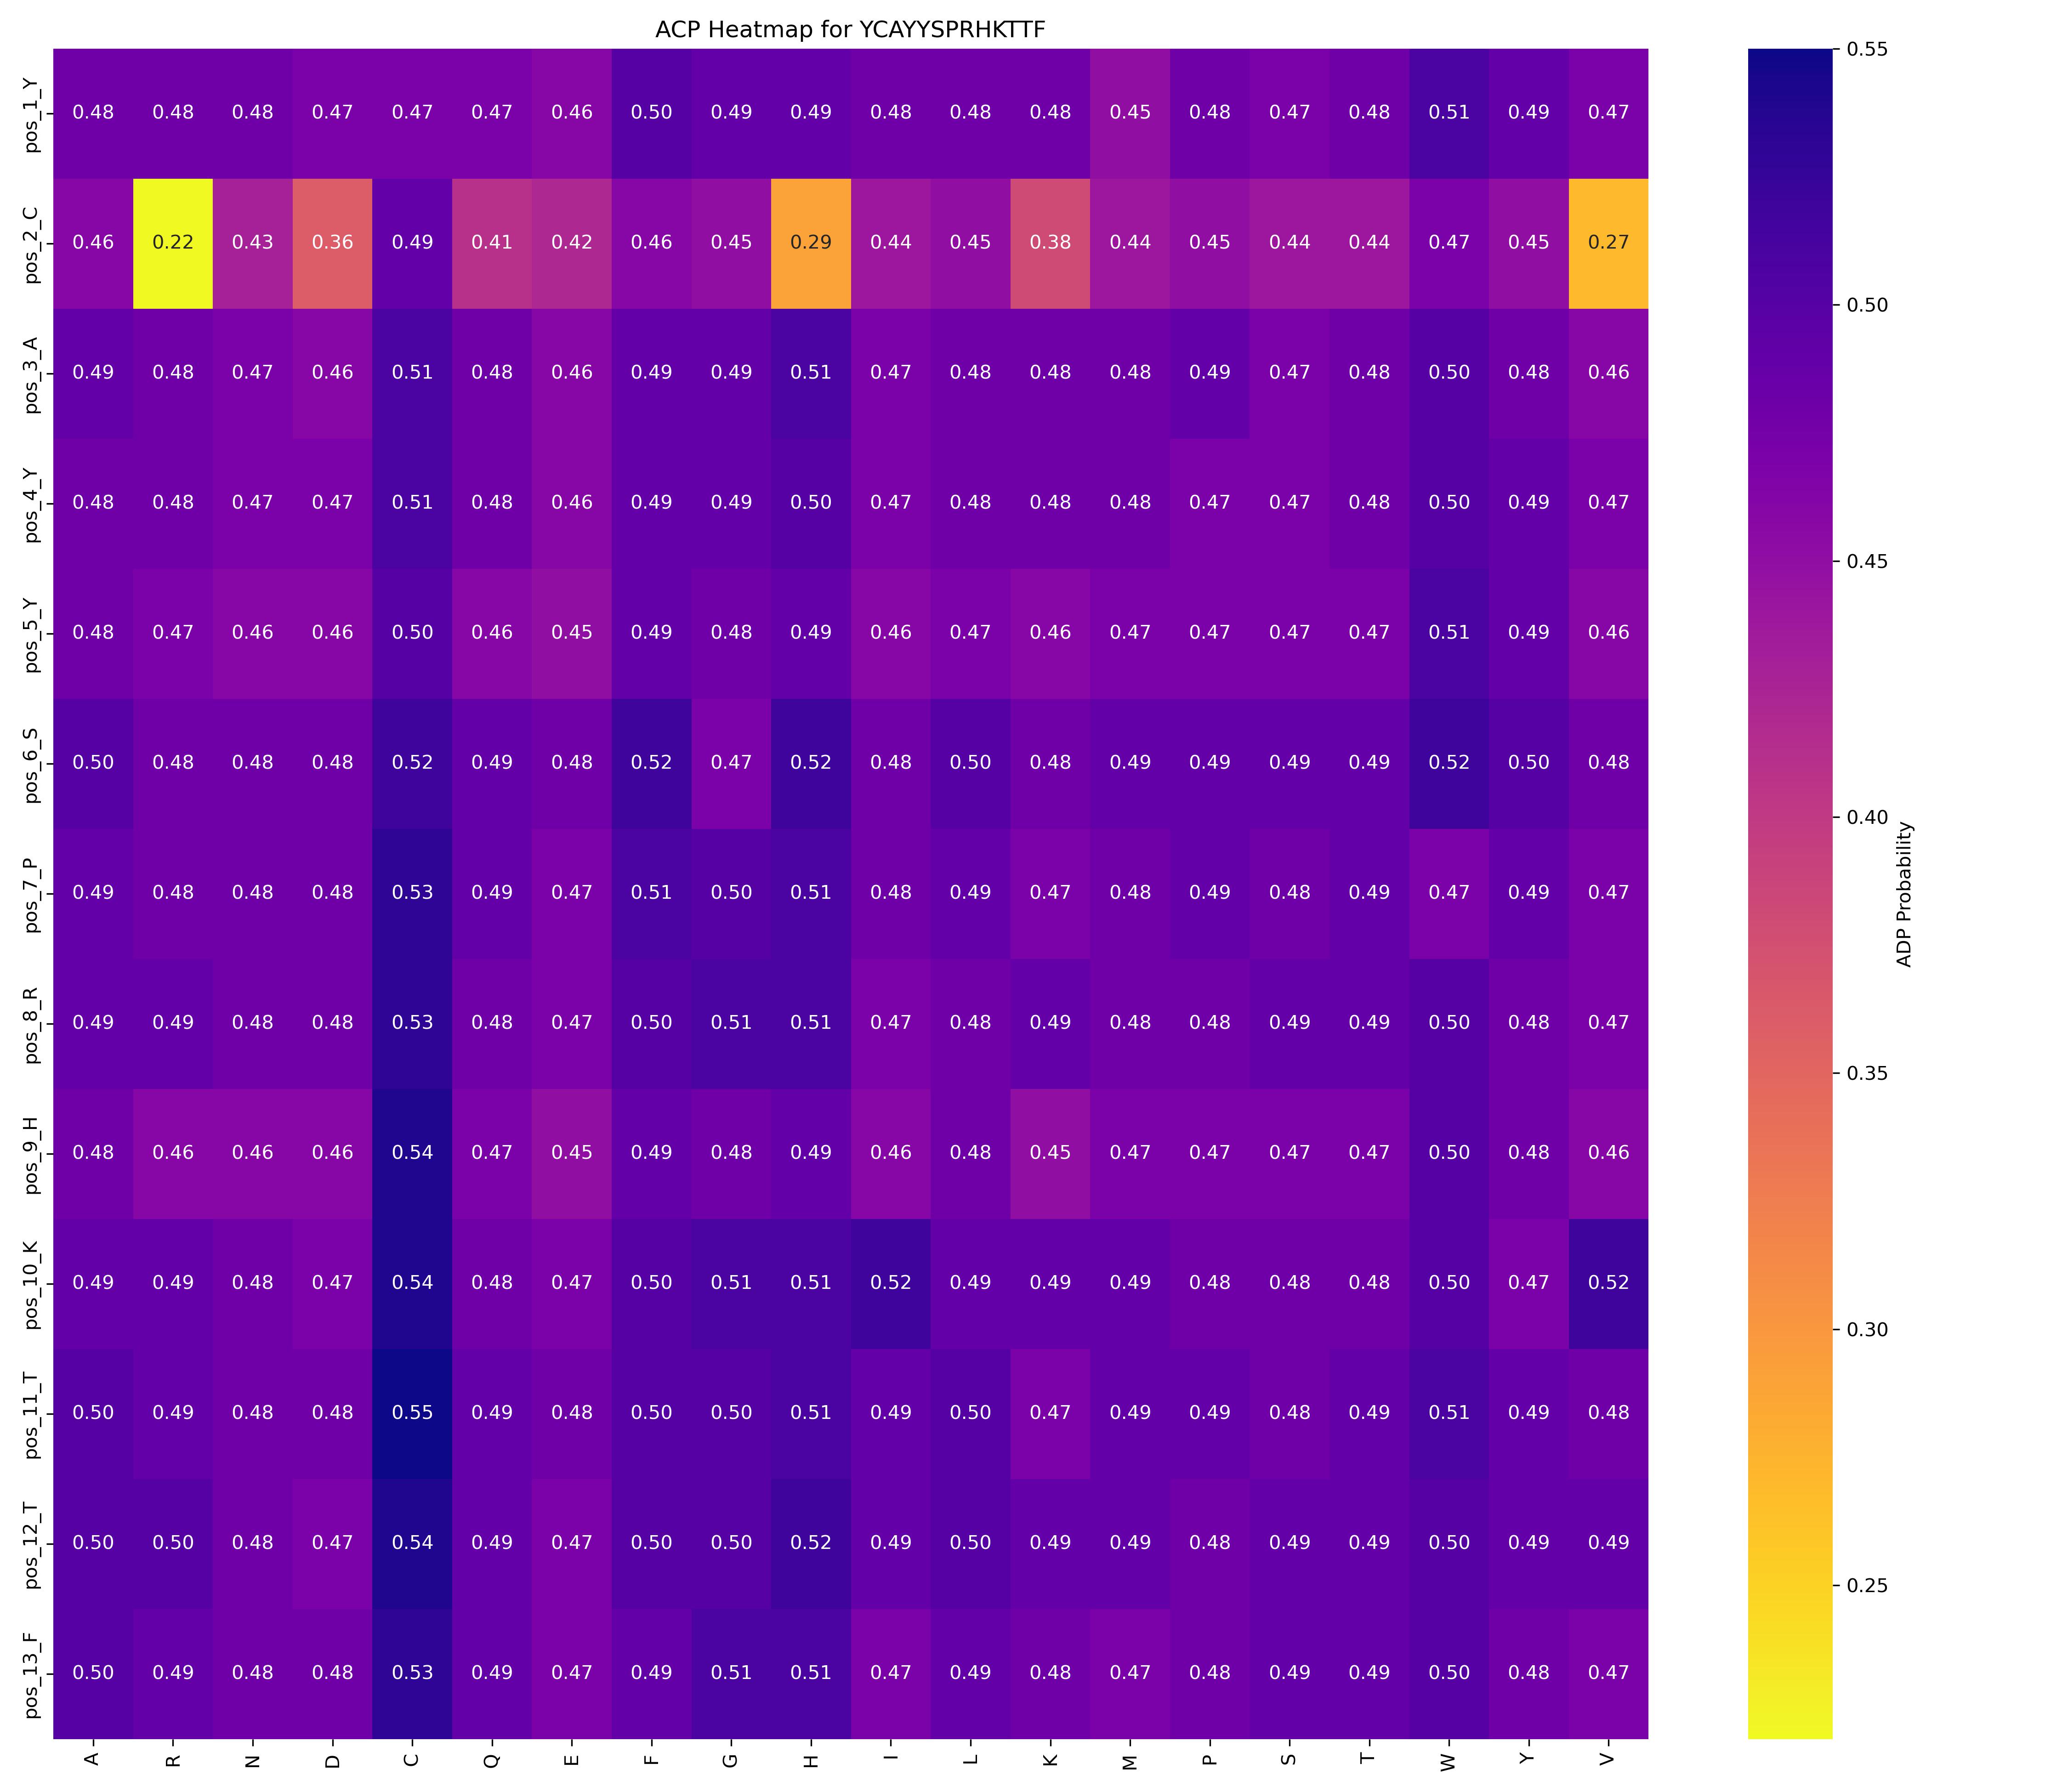 ACP Heatmap for YCAYYSPRHKTTF
pos_1_Y 0.48 0.48 0.48 0.47 0.47 0.47 0.46 0.50 0.49 0.49 0.48 0.48 0.48 0.45 0.48 0.47 0.48 0.51 0.49 0.47
pos_2_C 0.46 0.22 0.43 0.36 0.49 0.41 0.42 0.46 0.45 0.29 0.44 0.45 0.38 0.44 0.45 0.44 0.44 0.47 0.45 0.27
pos_3_A 0.49 0.48 0.47 0.46 0.51 0.48 0.46 0.49 0.49 0.51 0.47 0.48 0.48 0.48 0.49 0.47 0.48 0.50 0.48 0.46
pos_4_Y 0.48 0.48 0.47 0.47 0.51 0.48 0.46 0.49 0.49 0.50 0.47 0.48 0.48 0.48 0.47 0.47 0.48 0.50 0.49 0.47
pos_5_Y 0.48 0.47 0.46 0.46 0.50 0.46 0.45 0.49 0.48 0.49 0.46 0.47 0.46 0.47 0.47 0.47 0.47 0.51 0.49 0.46
pos_6_S 0.50 0.48 0.48 0.48 0.52 0.49 0.48 0.52 0.47 0.52 0.48 0.50 0.48 0.49 0.49 0.49 0.49 0.52 0.50 0.48
pos_7_P 0.49 0.48 0.48 0.48 0.53 0.49 0.47 0.51 0.50 0.51 0.48 0.49 0.47 0.48 0.49 0.48 0.49 0.47 0.49 0.47
pos_8_R 0.49 0.49 0.48 0.48 0.53 0.48 0.47 0.50 0.51 0.51 0.47 0.48 0.49 0.48 0.48 0.49 0.49 0.50 0.48 0.47
pos_9_H 0.48 0.46 0.46 0.46 0.54 0.47 0.45 0.49 0.48 0.49 0.46 0.48 0.45 0.47 0.47 0.47 0.47 0.50 0.48 0.46
pos_10_K 0.49 0.49 0.48 0.47 0.54 0.48 0.47 0.50 0.51 0.51 0.52 0.49 0.49 0.49 0.48 0.48 0.48 0.50 0.47 0.52
pos_11_T 0.50 0.49 0.48 0.48 0.55 0.49 0.48 0.50 0.50 0.51 0.49 0.50 0.47 0.49 0.49 0.48 0.49 0.51 0.49 0.48
pos_12_T 0.50 0.50 0.48 0.47 0.54 0.49 0.47 0.50 0.50 0.52 0.49 0.50 0.49 0.49 0.48 0.49 0.49 0.50 0.49 0.49
pos_13_F 0.50 0.49 0.48 0.48 0.53 0.49 0.47 0.49 0.51 0.51 0.47 0.49 0.48 0.47 0.48 0.49 0.49 0.50 0.48 0.47
A R N D C Q E F G H I L K M P S T W Y V
0.55
0.50
0.45
0.40
0.35
0.30
0.25
ADP Probability